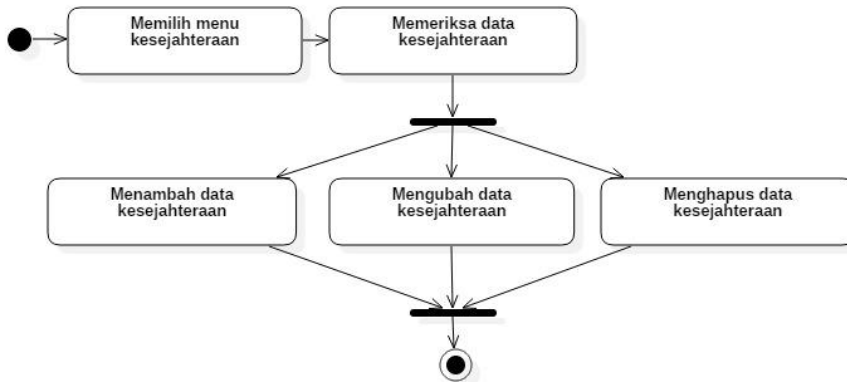 Memilih menu
kesejahteraan
Memeriksa data
kesejahteraan
Menambah data
kesejahteraan
Mengubah data
kesejahteraan
Menghapus data
kesejahteraan